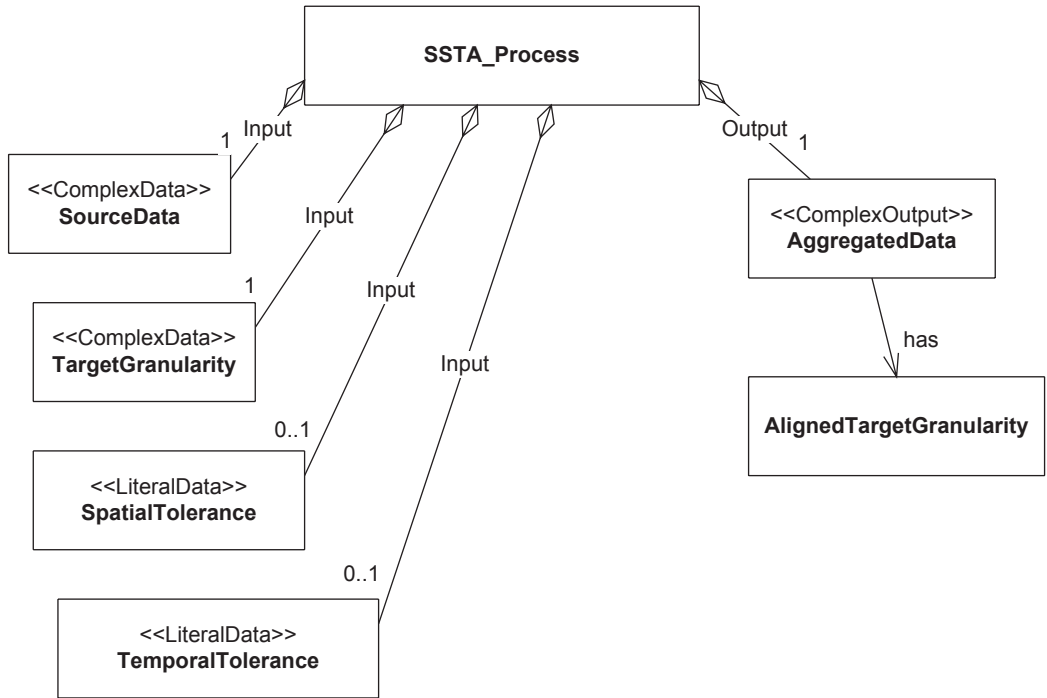 SSTA_Process
Input
1
Output
1
<<ComplexData>>
SourceData
<<ComplexOutput>>
AggregatedData
Input
1
Input
<<ComplexData>>
TargetGranularity
has
Input
AlignedTargetGranularity
0..1
<<LiteralData>>
SpatialTolerance
0..1
<<LiteralData>>
TemporalTolerance